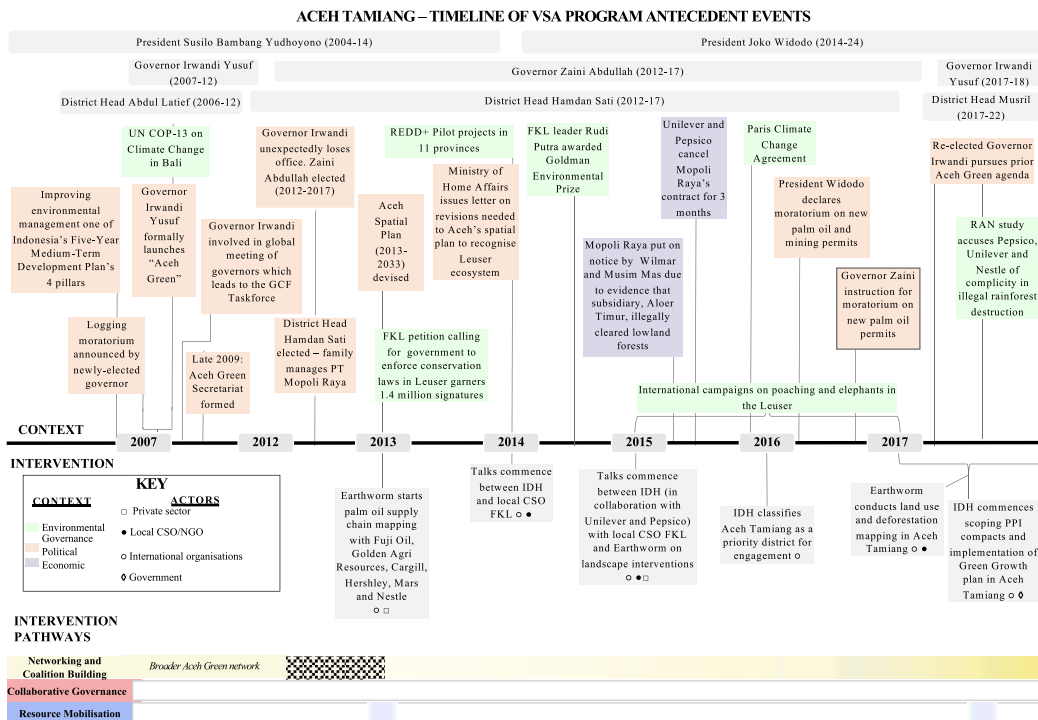 ACEH TAMIANG – TIMELINE OF VSA PROGRAM ANTECEDENT EVENTS
President Susilo Bambang Yudhoyono (2004-14)
President Joko Widodo (2014-24)
Governor Irwandi Yusuf
(2007-12)
Governor Zaini Abdullah (2012-17)
Governor Irwandi
Yusuf (2017-18)
District Head Abdul Latief (2006-12)
District Head Hamdan Sati (2012-17)
District Head Musril
(2017-22)
Improving
environmental
management one of
Indonesia's Five-Year
Medium-Term
Development Plan's
4 pillars
UN COP-13 on
Climate Change
in Bali
Governor
Irwandi
Yusuf
formally
launches
“Aceh
Green”
Logging
moratorium
announced by
newly-elected
governor
Governor Irwandi
involved in global
meeting of
governors which
leads to the GCF
Taskforce
Late 2009:
Aceh Green
Secretariat
formed
Governor Irwandi
unexpectedly loses
office. Zaini
Abdullah elected
(2012-2017)
District Head
Hamdan Sati
elected – family
manages PT
Mopoli Raya
REDD+ Pilot projects in
11 provinces
Aceh
Spatial
Plan
(2013-
2033)
devised
Ministry of
Home Affairs
issues letter on
revisions needed
to Aceh's spatial
plan to recognise
Leuser
ecosystem
FKL petition calling
for government to
enforce conservation
laws in Leuser garners
1.4 million signatures
FKL leader Rudi
Putra awarded
Goldman
Environmental
Prize
Unilever and
Pepsico
cancel
Mopoli
Raya's
contract for 3
months
Mopoli Raya put on
notice by Wilmar
and Musim Mas due
to evidence that
subsidiary, Aloer
Timur, illegally
cleared lowland
forests
Paris Climate
Change
Agreement
President Widodo
declares
moratorium on new
palm oil and
mining permits
Governor Zaini
instruction for
moratorium on
new palm oil
permits
Re-elected Governor
Irwandi pursues prior
Aceh Green agenda
RAN study
accuses Pepsico,
Unilever and
Nestle of
complicity in
illegal rainforest
destruction
International campaigns on poaching and elephants in
the Leuser
CONTEXT
2007
2012
2013
2014
2015
2016
2017
INTERVENTION
KEY
CONTEXT
ACTORS
Environmental
Governance
Political
Economic
□ Private sector
● Local CSO/NGO
○ International organisations
◊ Government
Earthworm starts
palm oil supply
chain mapping
with Fuji Oil,
Golden Agri
Resources, Cargill,
Hershley, Mars
and Nestle
○ □
Talks commence
between IDH
and local CSO
FKL ○ ●
Talks commence
between IDH (in
collaboration with
Unilever and Pepsico)
with local CSO FKL
and Earthworm on
landscape interventions
○ ●□
IDH classifies
Aceh Tamiang as a
priority district for
engagement ○
Earthworm
conducts land use
and deforestation
mapping in Aceh
Tamiang ○ ●
IDH commences
scoping PPI
compacts and
implementation of
Green Growth
plan in Aceh
Tamiang ○ ◊
INTERVENTION
PATHWAYS
Networking and
Coalition Building
Broader Aceh Green network
Collaborative Governance
Resource Mobilisation